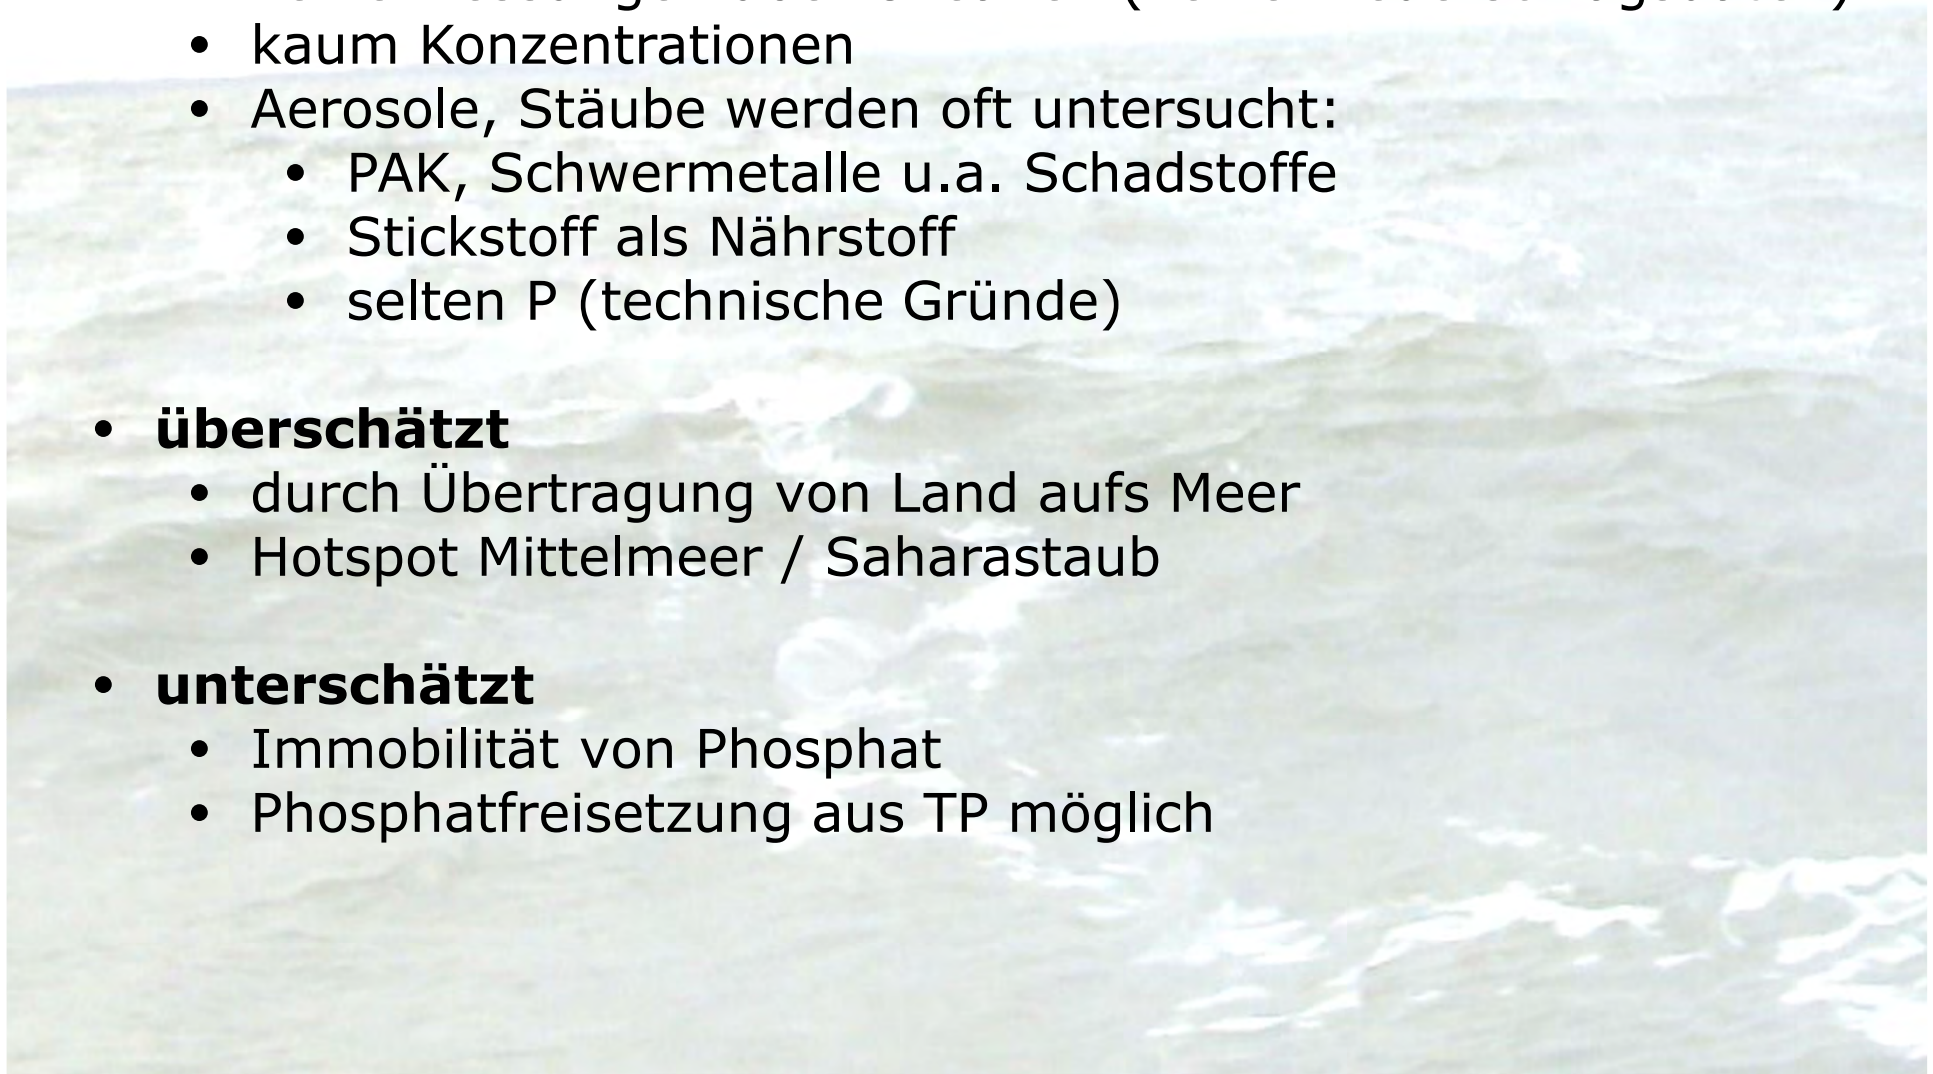 • kaum Konzentrationen
• Aerosole, Stäube werden oft untersucht:
• PAK, Schwermetalle u.a. Schadstoffe
• Stickstoff als Nährstoff
• selten P (technische Gründe)
• überschätzt
• durch Übertragung von Land aufs Meer
• Hotspot Mittelmeer / Saharastaub
• unterschätzt
• Immobilität von Phosphat
• Phosphatfreisetzung aus TP möglich